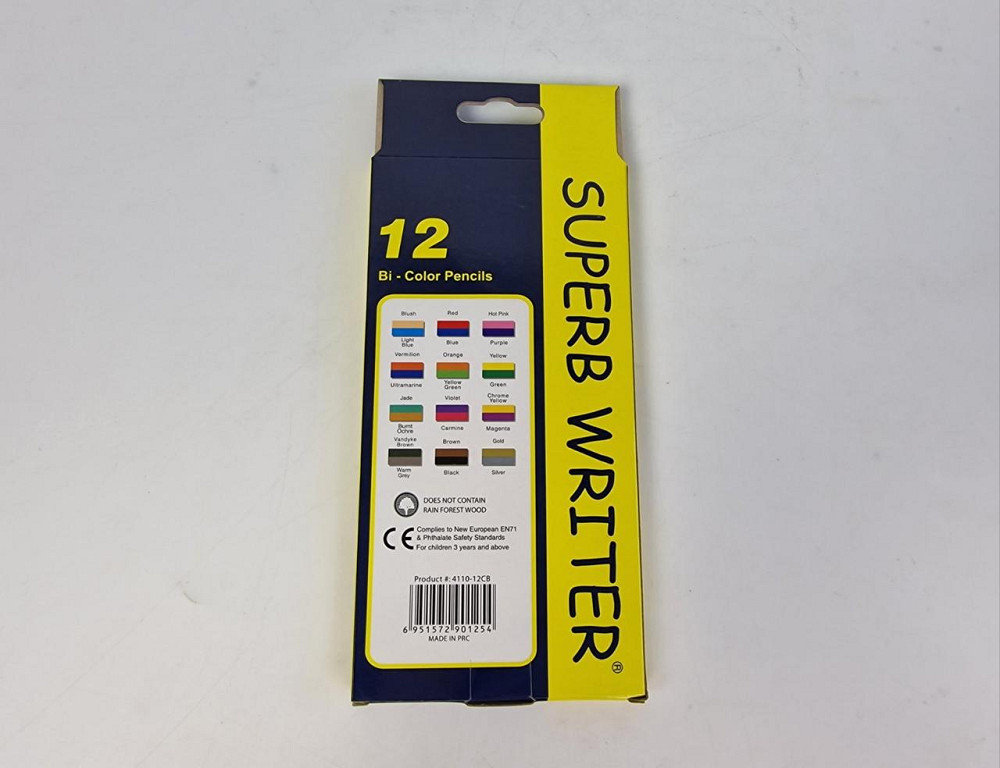 12
Bi - Color Pencils
Blush Red Hot Pink
Light Blue Purple
Blue
Vermilion Orange Yellow
Ultramarine Yellow Green
Green
Jade Violet Chrome
Yellow
Burnt Carmine Magenta
Ochre
Vandyke Brown Gold
Brown
Warm Black Silver
Grey
DOES NOT CONTAIN
RAIN FOREST WOOD
CE
Complies to New European EN71
& Phthalate Safety Standards
For children 3 years and above
Product #: 4110-12CB
6 951572 901254
MADE IN PRC
SUPERB WRITER®